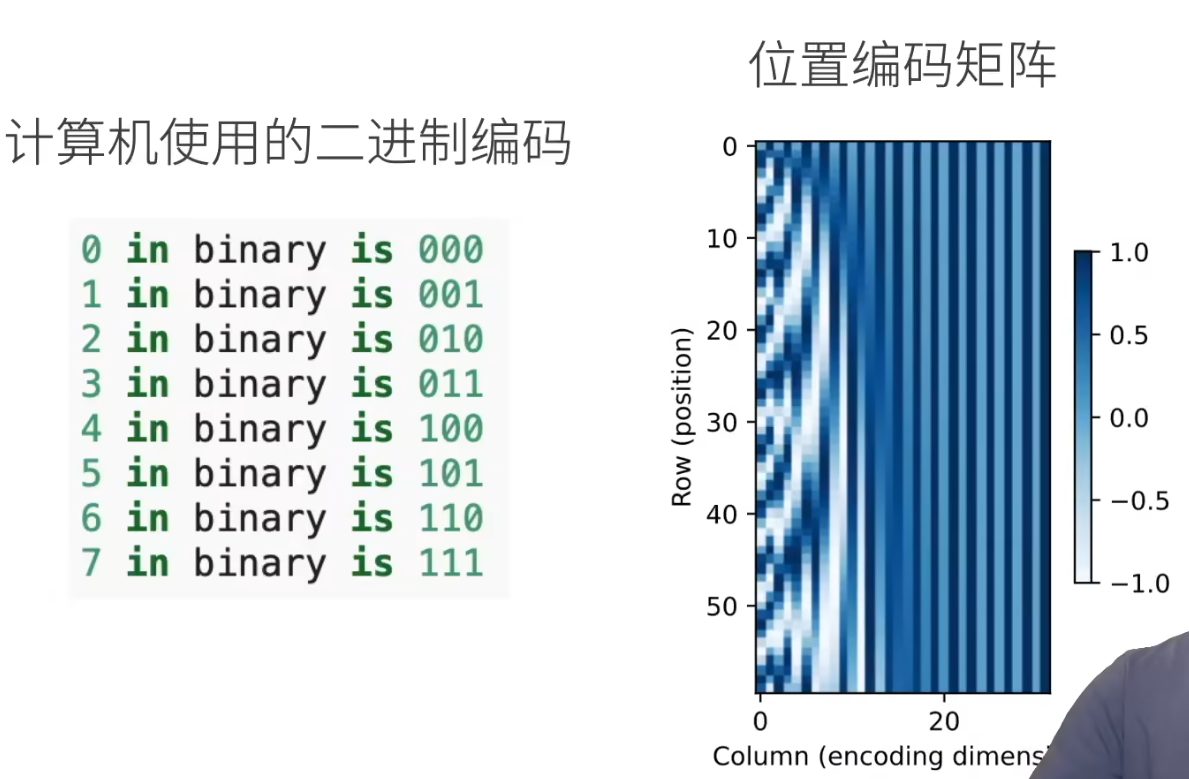 位置编码矩阵
计算机使用的二进制编码
0 in binary is 000
1 in binary is 001
2 in binary is 010
3 in binary is 011
4 in binary is 100
5 in binary is 101
6 in binary is 110
7 in binary is 111
0
10
20
30
40
50
Row (position)
0
20
Column (encoding
1.0
0.5
0.0
−0.5
−1.0